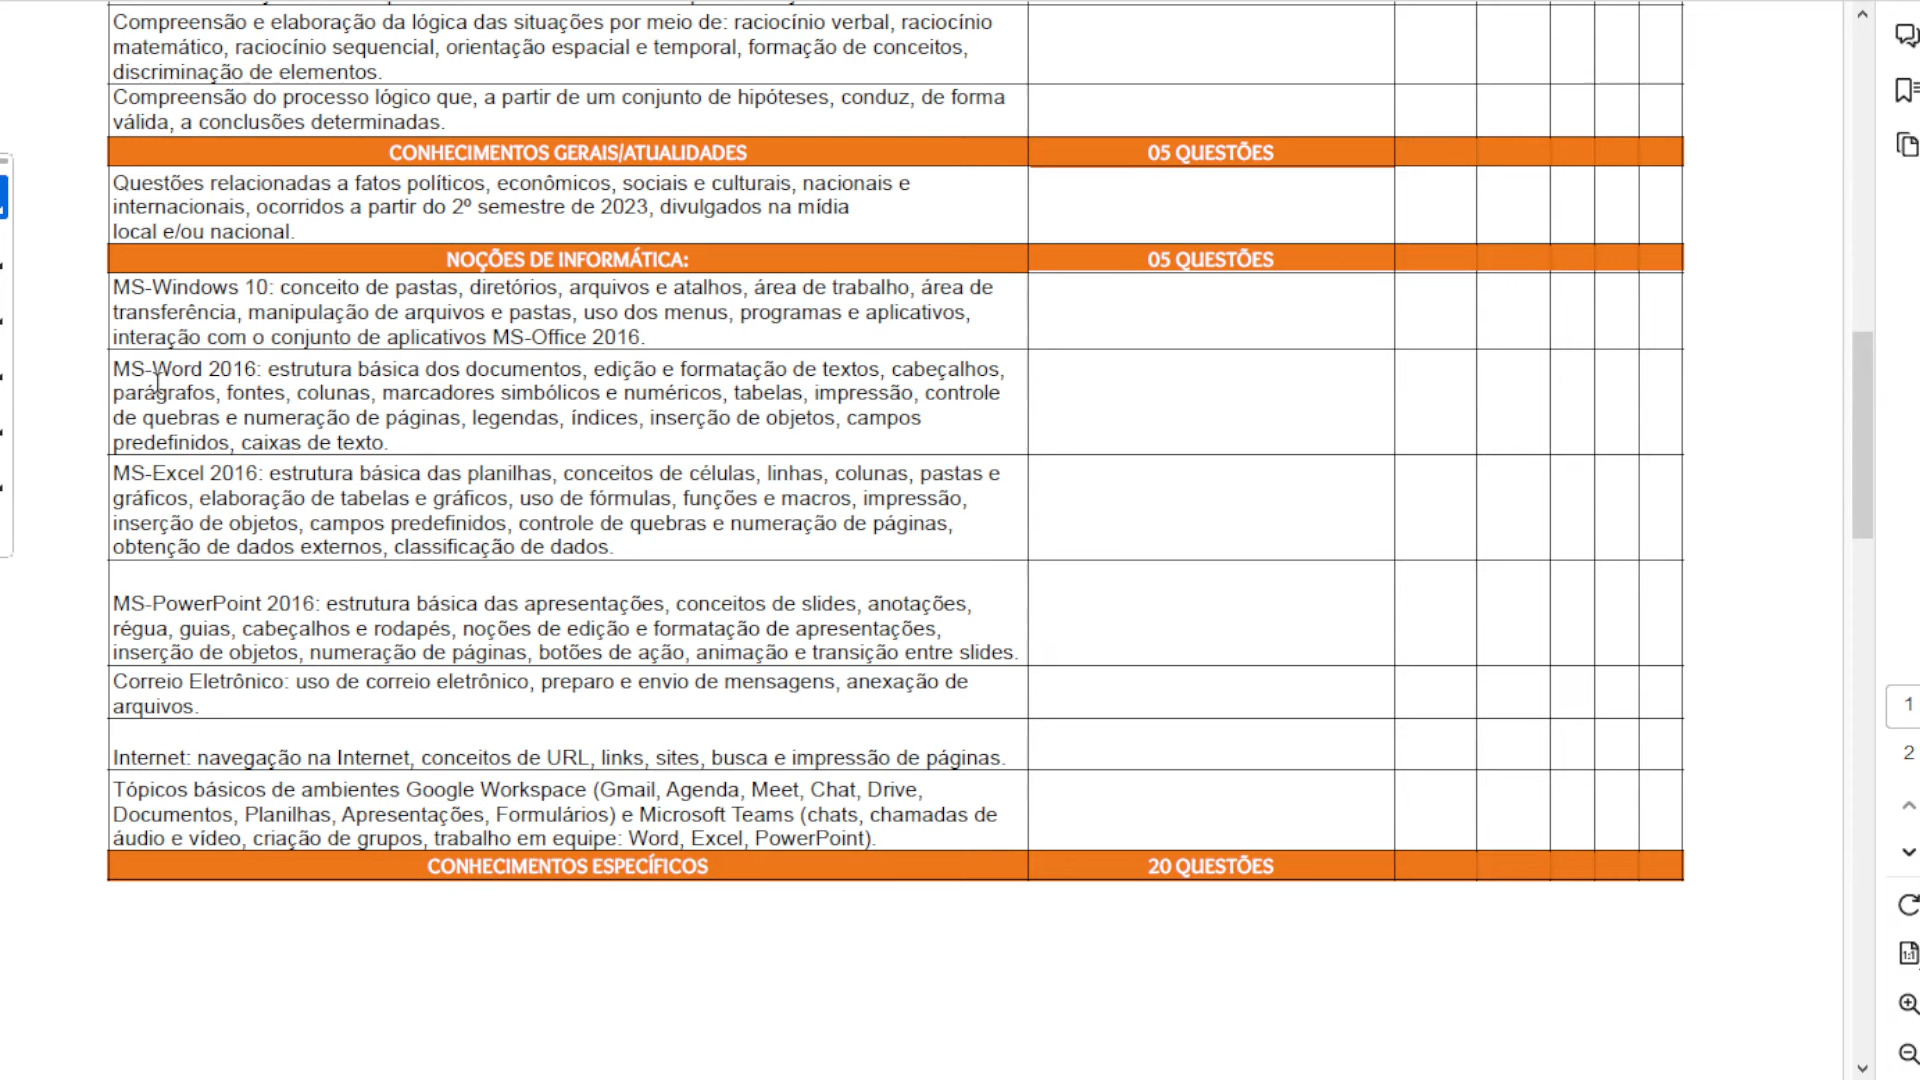 Compreensão e elaboração da lógica das situações por meio de: raciocínio verbal, raciocínio
matemático, raciocínio sequencial, orientação espacial e temporal, formação de conceitos,
discriminação de elementos.
Compreensão do processo lógico que, a partir de um conjunto de hipóteses, conduz, de forma
válida, a conclusões determinadas.
CONHECIMENTOS GERAIS/ATUALIDADES 05 QUESTÕES
Questões relacionadas a fatos políticos, econômicos, sociais e culturais, nacionais e
internacionais, ocorridos a partir do 2º semestre de 2023, divulgados na mídia
local e/ou nacional.
NOÇÕES DE INFORMÁTICA: 05 QUESTÕES
MS-Windows 10: conceito de pastas, diretórios, arquivos e atalhos, área de trabalho, área de
transferência, manipulação de arquivos e pastas, uso dos menus, programas e aplicativos,
interação com o conjunto de aplicativos MS-Office 2016.
MS-Word 2016: estrutura básica dos documentos, edição e formatação de textos, cabeçalhos,
parágrafos, fontes, colunas, marcadores simbólicos e numéricos, tabelas, impressão, controle
de quebras e numeração de páginas, legendas, índices, inserção de objetos, campos
predefinidos, caixas de texto.
MS-Excel 2016: estrutura básica das planilhas, conceitos de células, linhas, colunas, pastas e
gráficos, elaboração de tabelas e gráficos, uso de fórmulas, funções e macros, impressão,
inserção de objetos, campos predefinidos, controle de quebras e numeração de páginas,
obtenção de dados externos, classificação de dados.
MS-PowerPoint 2016: estrutura básica das apresentações, conceitos de slides, anotações,
régua, guias, cabeçalhos e rodapés, noções de edição e formatação de apresentações,
inserção de objetos, numeração de páginas, botões de ação, animação e transição entre slides.
Correio Eletrônico: uso de correio eletrônico, preparo e envio de mensagens, anexação de
arquivos.
Internet: navegação na Internet, conceitos de URL, links, sites, busca e impressão de páginas.
Tópicos básicos de ambientes Google Workspace (Gmail, Agenda, Meet, Chat, Drive,
Documentos, Planilhas, Apresentações, Formulários) e Microsoft Teams (chats, chamadas de
áudio e vídeo, criação de grupos, trabalho em equipe: Word, Excel, PowerPoint).
CONHECIMENTOS ESPECÍFICOS 20 QUESTÕES
1
2
1:1